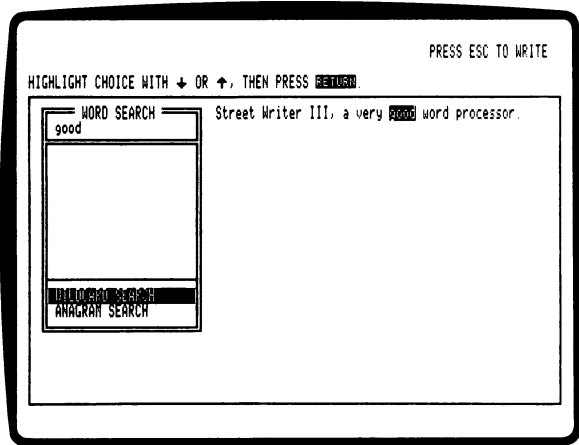 PRESS ESC TO WRITE
HIGHLIGHT CHOICE WITH ↓ OR ↑, THEN PRESS RETURN.
WORD SEARCH
good
Street Writer III, a very good word processor.
WILDCARD SEARCH
ANAGRAM SEARCH